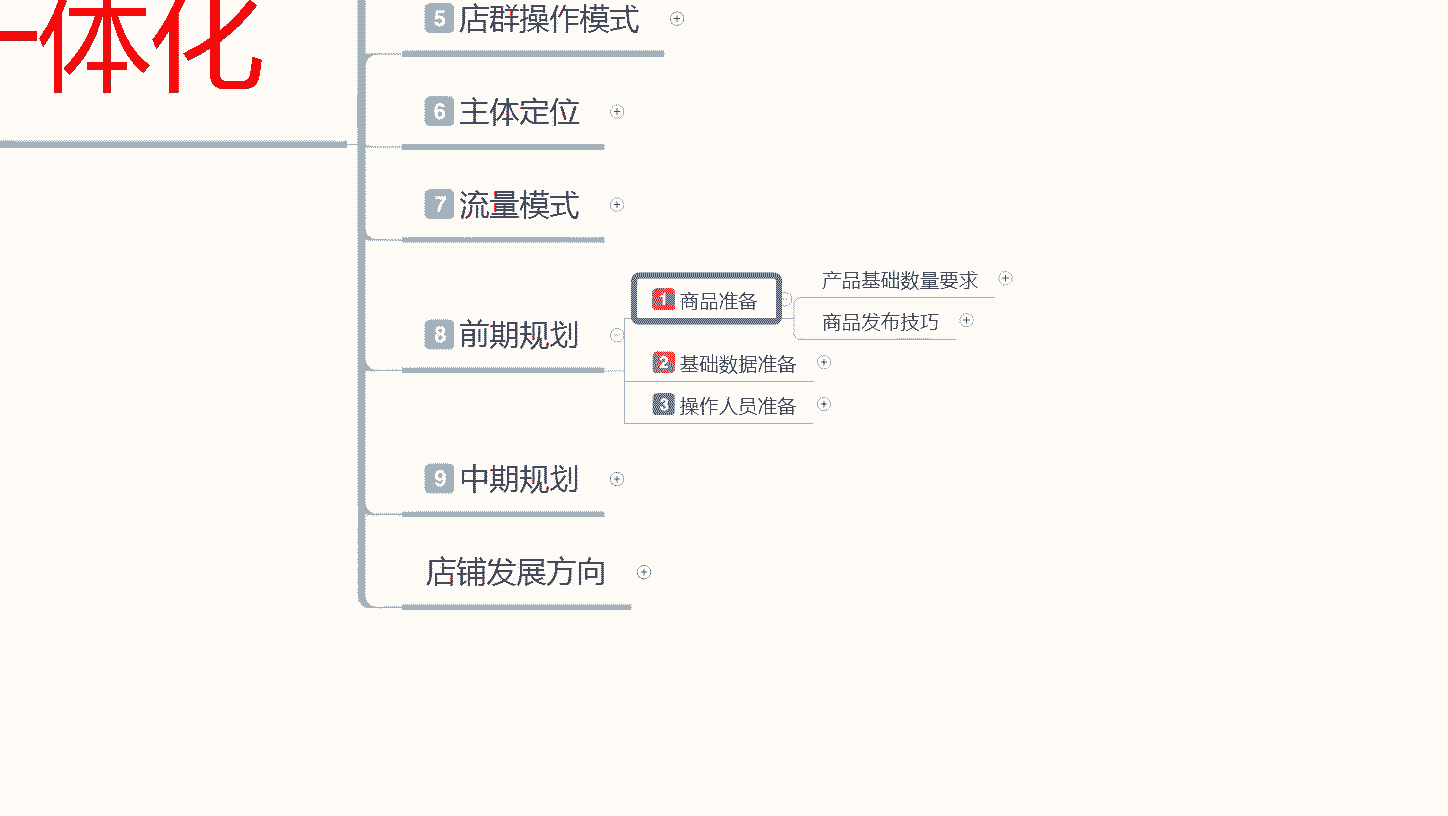 一体化
5 店群操作模式
6 主体定位
7 流量模式
8 前期规划
1 商品准备
产品基础数量要求
商品发布技巧
2 基础数据准备
3 操作人员准备
9 中期规划
店铺发展方向